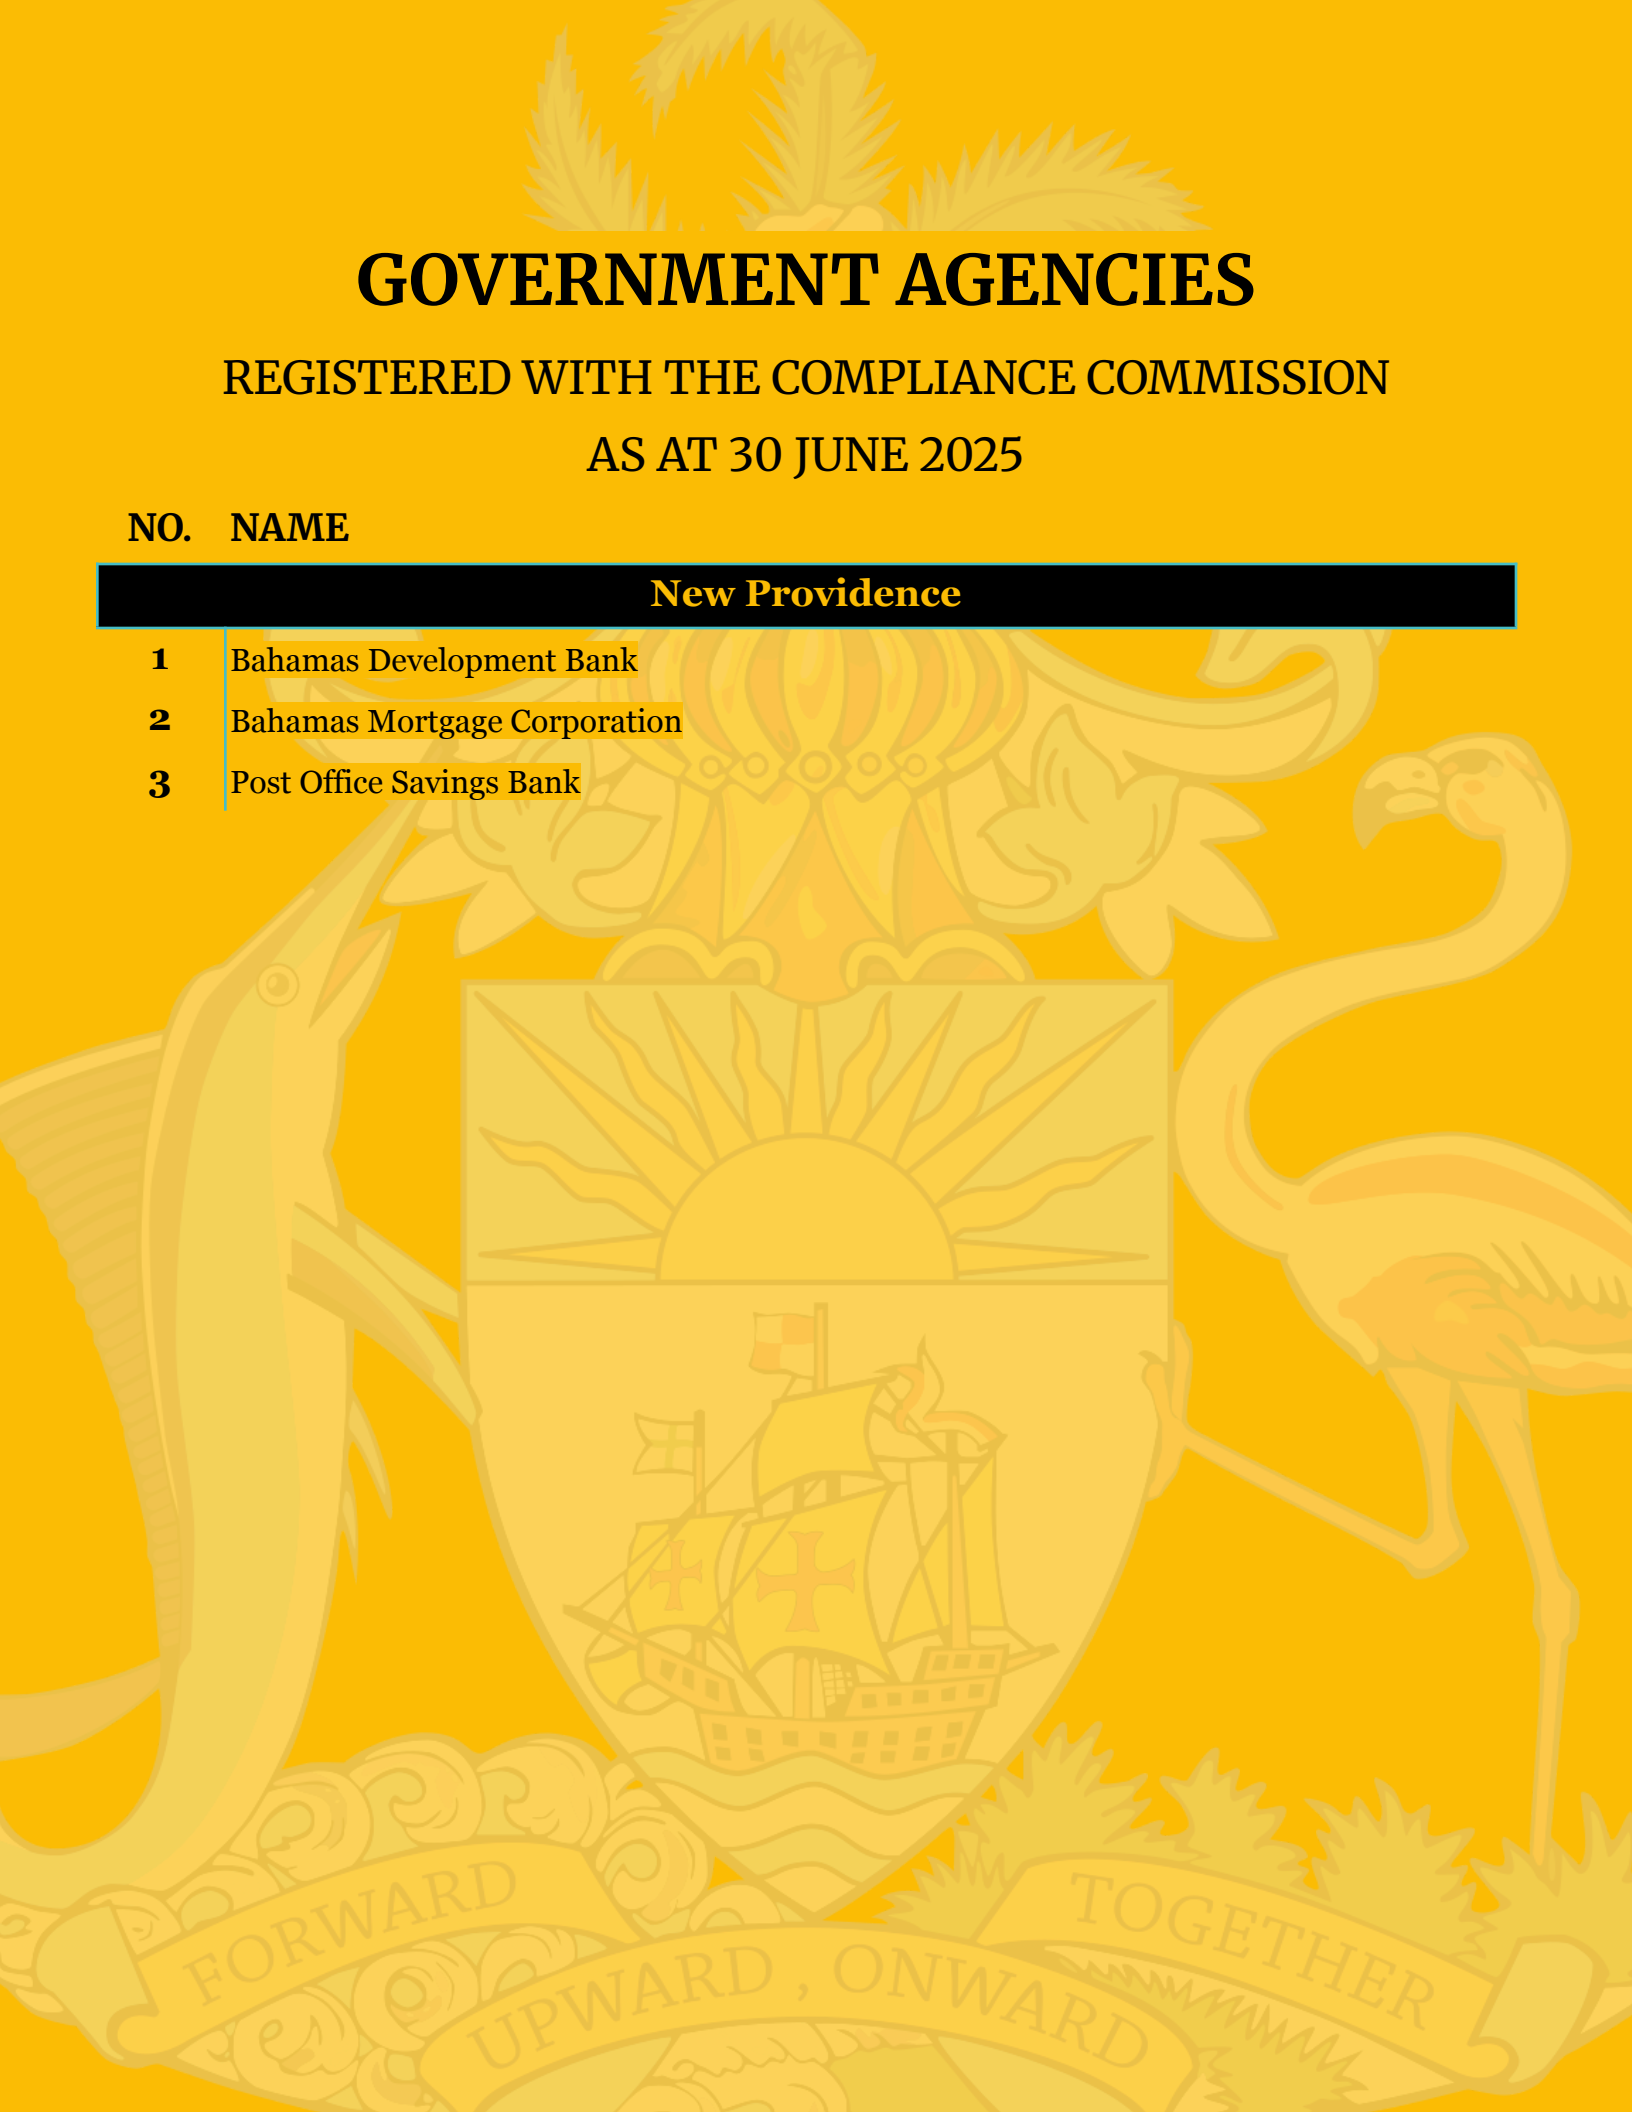 GOVERNMENT AGENCIES
REGISTERED WITH THE COMPLIANCE COMMISSION
AS AT 30 JUNE 2025
NO. NAME
New Providence
1 Bahamas Development Bank
2 Bahamas Mortgage Corporation
3 Post Office Savings Bank
FORWARD
UPWARD , ONWARD
TOGETHER